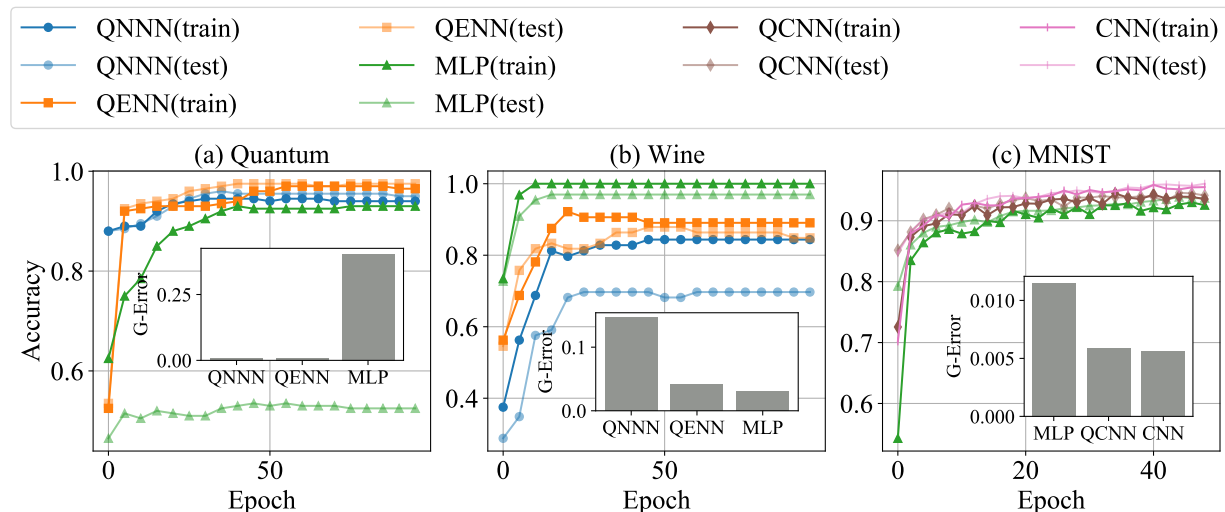 QNNN(train) QENN(test) QCNN(train) CNN(train)
QNNN(test) MLP(train) QCNN(test) CNN(test)
QENN(train) MLP(test)
(a) Quantum
1.0
0.8
0.6
Accuracy
0 50
Epoch
0.25
0.00
G-Error
QNNN QENN MLP
(b) Wine
1.0
0.8
0.6
0.4
0 50
Epoch
0.1
0.0
G-Error
QNNN QENN MLP
(c) MNIST
0.9
0.8
0.7
0.6
0 20 40
Epoch
0.010
0.005
0.000
G-Error
MLP QCNN CNN